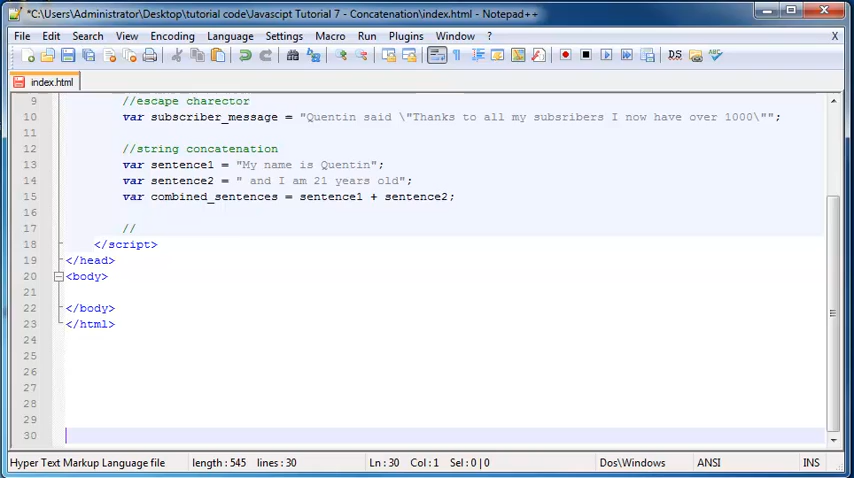 *C:\Users\Administrator\Desktop\tutorial code\Javascipt Tutorial 7 - Concatenation\index.html - Notepad++
File Edit Search View Encoding Language Settings Macro Run Plugins Window ? X
index.html
9 //escape charector
10 var subscriber_message = "Quentin said \"Thanks to all my subsribers I now have over 1000\"";
11
12 //string concatenation
13 var sentence1 = "My name is Quentin";
14 var sentence2 = " and I am 21 years old";
15 var combined_sentences = sentence1 + sentence2;
16
17 //
18 </script>
19 </head>
20 <body>
21
22 </body>
23 </html>
24
25
26
27
28
29
30
Hyper Text Markup Language file length : 545 lines : 30 Ln : 30 Col : 1 Sel : 0 | 0 Dos\Windows ANSI INS